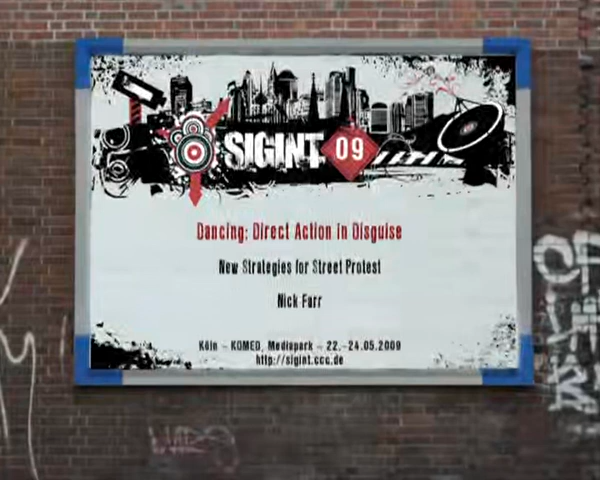 SIGINT 09
Dancing: Direct Action in Disguise
New Strategies for Street Protest
Nick Farr
Köln - KOMED, Mediapark - 22.-24.05.2009
http://sigint.ccc.de